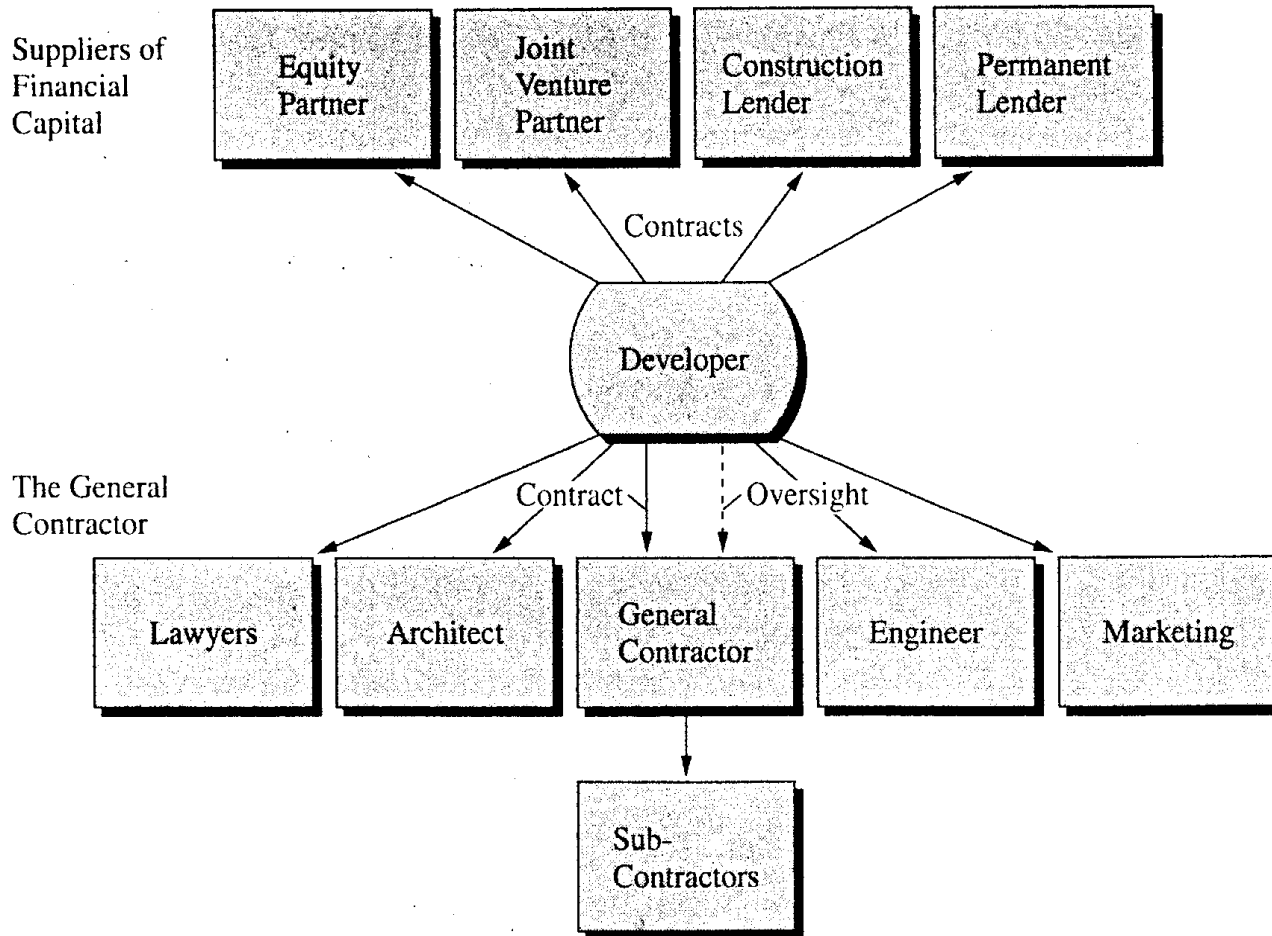 Suppliers of
Financial
Capital
Equity
Partner
Joint
Venture
Partner
Construction
Lender
Permanent
Lender
Contracts
Developer
The General
Contractor
Contract
Oversight
Lawyers
Architect
General
Contractor
Engineer
Marketing
Sub-
Contractors